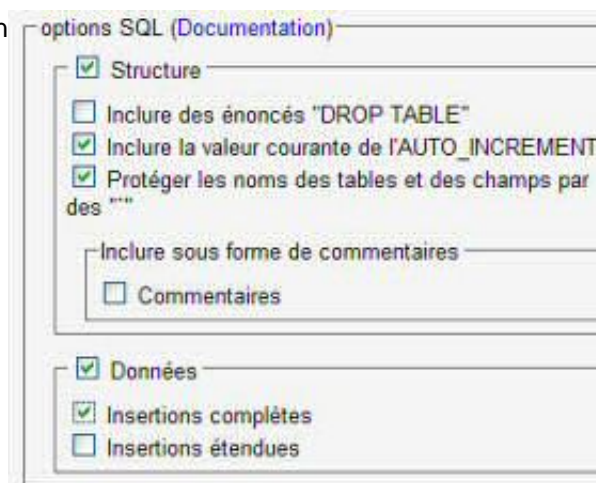 n
options SQL (Documentation)
Structure
Inclure des énoncés "DROP TABLE"
Inclure la valeur courante de l'AUTO_INCREMENT
Protéger les noms des tables et des champs par
des "`"
Inclure sous forme de commentaires
Commentaires
Données
Insertions complètes
Insertions étendues